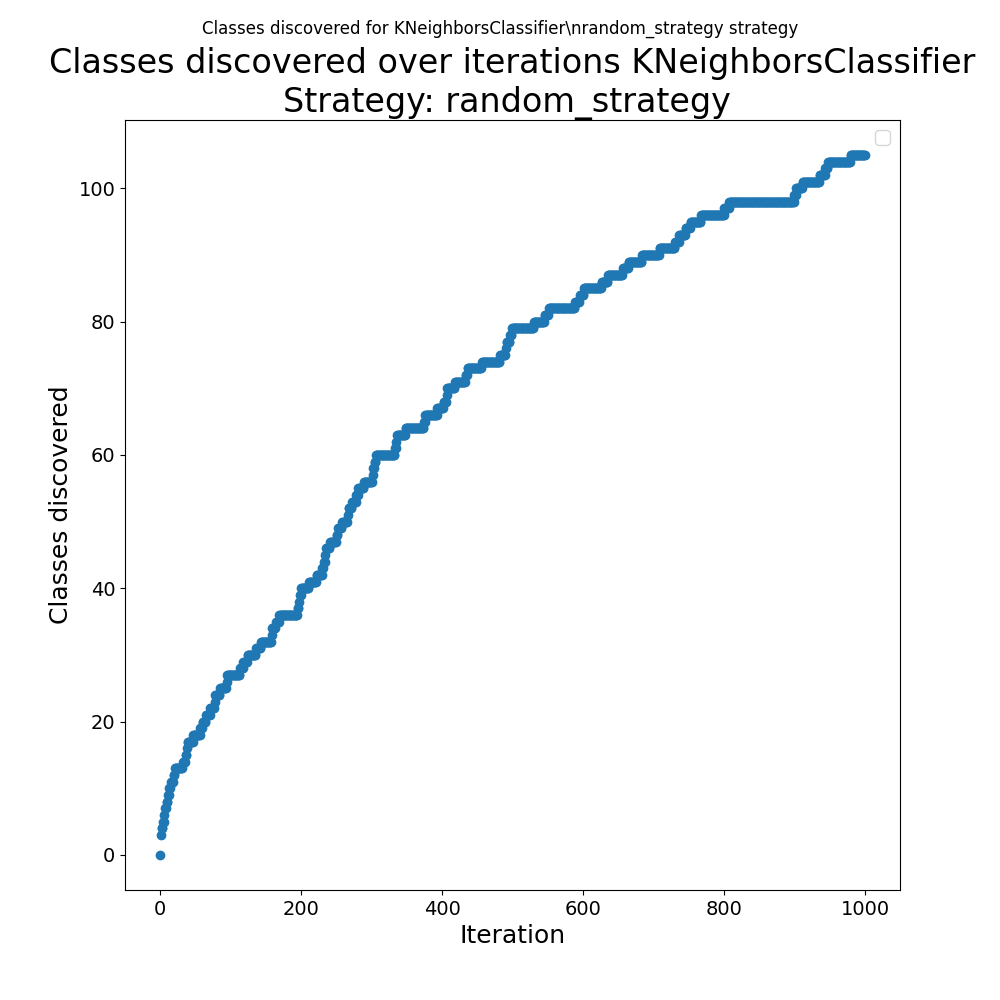 Classes discovered for KNeighborsClassifier\nrandom_strategy strategy
Classes discovered over iterations KNeighborsClassifier
Strategy: random_strategy
100
80
60
40
20
0
Classes discovered
0 200 400 600 800 1000
Iteration